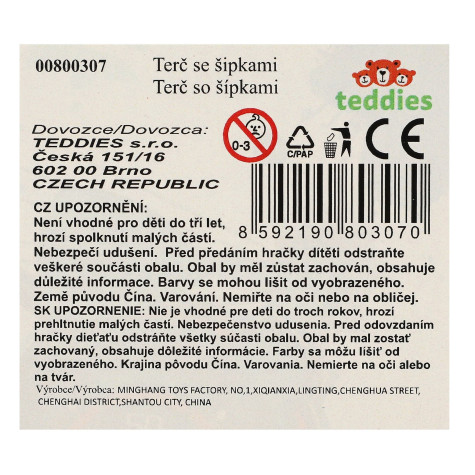 00800307
Terč se šipkami
Terč so šípkami
teddies
Dovozce/Dovozca:
TEDDIES s.r.o.
Česká 151/16
602 00 Brno
CZECH REPUBLIC
0-3
C/PAP
CE
8 592190 803070
CZ UPOZORNĚNÍ:
Není vhodné pro děti do tří let,
hrozí spolknutí malých částí.
Nebezpečí udušení. Před předáním hračky dítěti odstraňte
veškeré součásti obalu. Obal by měl zůstat zachován, obsahuje
důležité informace. Barvy se mohou lišit od vyobrazeného.
Země původu Čína. Varování. Nemiřte na oči nebo na obličej.
SK UPOZORNENIE: Nie je vhodné pre deti do troch rokov, hrozí
prehltnutie malých častí. Nebezpečenstvo udusenia. Pred odovzdaním
hračky dieťaťu odstráňte všetky súčasti obalu. Obal by mal zostať
zachovaný, obsahuje dôležité informácie. Farby sa môžu líšiť od
vyobrazeného. Krajina pôvodu Čína. Varovania. Nemierte na oči alebo
na tvár.
Výrobce/Výrobca: MINGHANG TOYS FACTORY, NO,1,XIQIANXIA,LINGTING,CHENGHUA STREET,
CHENGHAI DISTRICT,SHANTOU CITY, CHINA